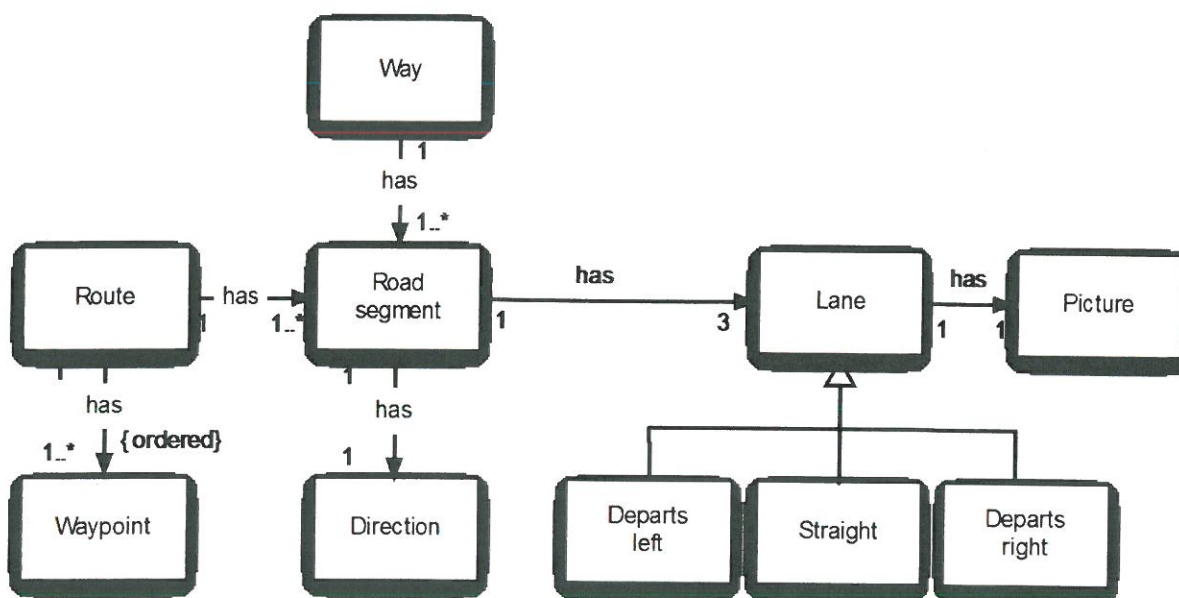 Way
1
has
1..*
Route
has
1
1..*
Road
segment
has
1
3
Lane
has
1
1
Picture
1
has
1..*
{ordered}
1
has
1
Waypoint
Direction
Departs
left
Straight
Departs
right